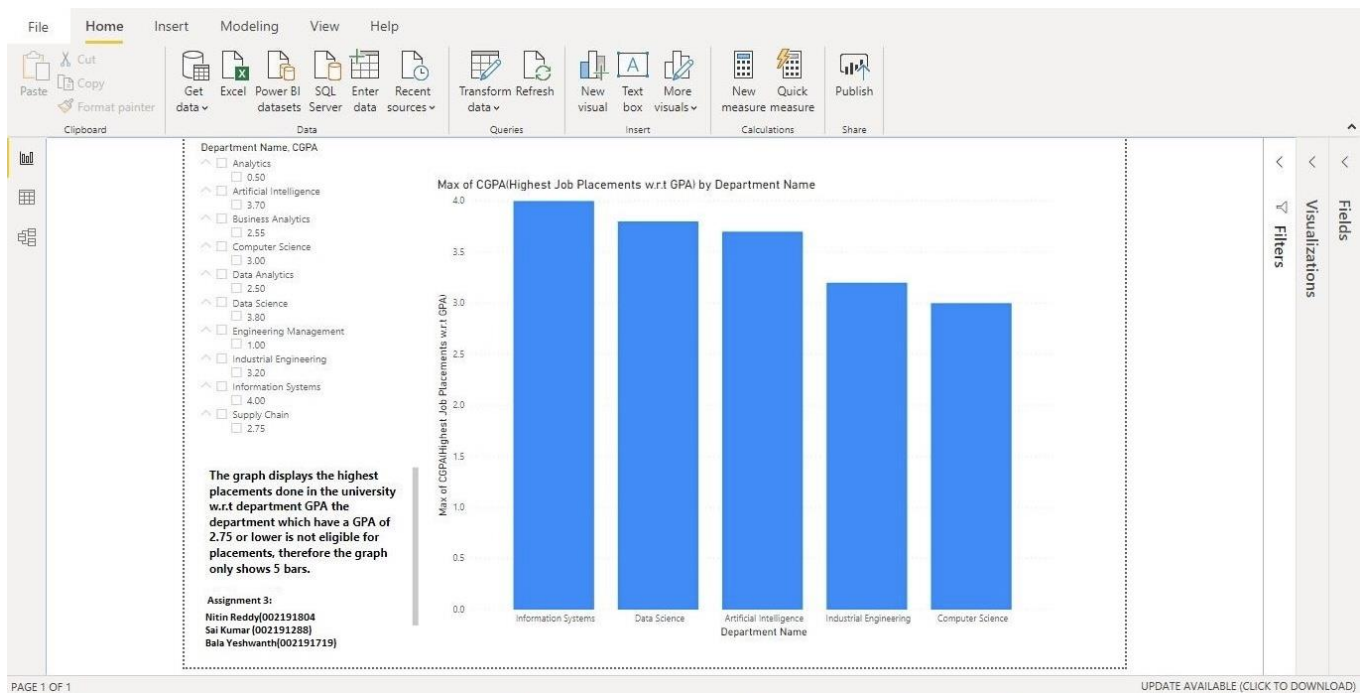 File Home Insert Modeling View Help
Paste
Cut
Copy
Format painter
Clipboard
Get data
Excel
Power BI datasets
SQL Server
Enter data
Recent sources
Data
Transform data
Refresh
Queries
New visual
Text box
More visuals
Insert
New measure
Quick measure
Calculations
Publish
Share
Department Name, CGPA
Analytics
0.50
Artificial Intelligence
3.70
Business Analytics
2.55
Computer Science
3.00
Data Analytics
2.50
Data Science
3.80
Engineering Management
1.00
Industrial Engineering
3.20
Information Systems
4.00
Supply Chain
2.75
The graph displays the highest
placements done in the university
w.r.t department GPA the
department which have a GPA of
2.75 or lower is not eligible for
placements, therefore the graph
only shows 5 bars.
Assignment 3:
Nitin Reddy(002191804
Sai Kumar (002191288)
Bala Yeshwanth(002191719)
Max of CGPA(Highest Job Placements w.r.t GPA) by Department Name
Max of CGPA(Highest Job Placements w.r.t GPA)
4.0
3.5
3.0
2.5
2.0
1.5
1.0
0.5
0.0
Information Systems
Data Science
Artificial Intelligence
Industrial Engineering
Computer Science
Department Name
Filters
Visualizations
Fields
PAGE 1 OF 1
UPDATE AVAILABLE (CLICK TO DOWNLOAD)